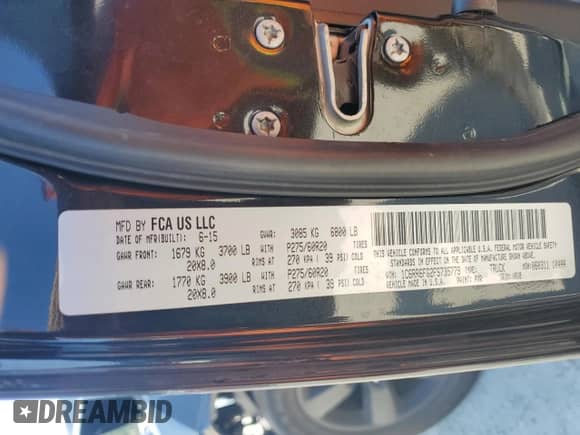 MFD BY FCA US LLC
DATE OF MFR(BUILT): 6-15 GVWR: 3085 KG 6800 LB
GAWR FRONT: 1679 KG 3700 LB WITH P275/60R20 TIRES
20X8.0 RIMS AT 270 KPA( 39 PSI) COLD
GAWR REAR: 1770 KG 3900 LB WITH P275/60R20 TIRES
20X8.0 RIMS AT 270 KPA( 39 PSI) COLD
THIS VEHICLE CONFORMS TO ALL APPLICABLE U.S.A. FEDERAL MOTOR VEHICLE SAFETY
STANDARDS IN EFFECT ON THE DATE OF MANUFACTURE SHOWN ABOVE.
VIN: TYPE: TRUCK
MADE IN U.S.A. PAINT: TRIM:
DREAMBID